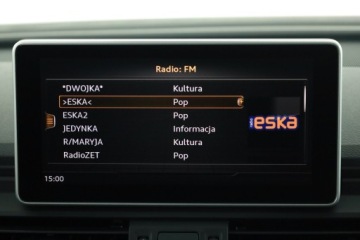 Radio: FM
*DWOJKA* Kultura
>ESKA< Pop
ESKA2 Pop
JEDYNKA Informacja
R/MARYJA Kultura
RadioZET Pop
eska
15:00